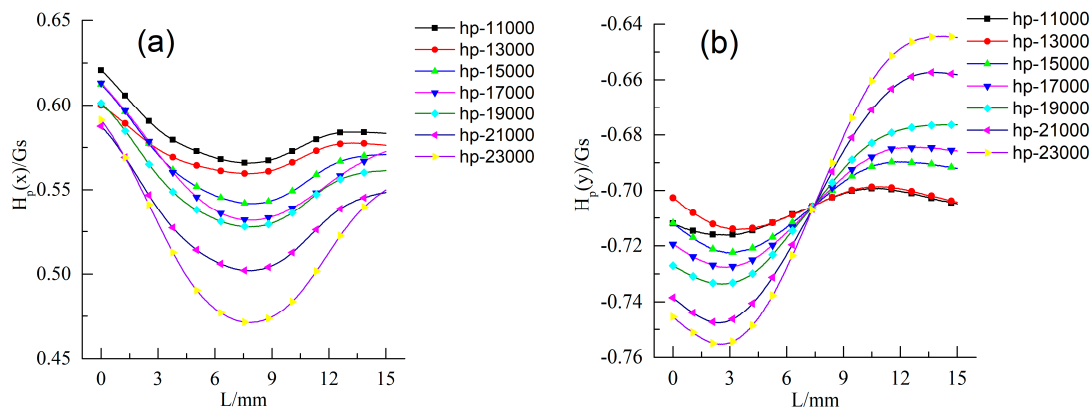 (a)
H_p(x)/Gs
0.65
0.60
0.55
0.50
0.45
0 3 6 9 12 15
L/mm
hp-11000
hp-13000
hp-15000
hp-17000
hp-19000
hp-21000
hp-23000
(b)
H_p(y)/Gs
-0.64
-0.66
-0.68
-0.70
-0.72
-0.74
-0.76
0 3 6 9 12 15
L/mm
hp-11000
hp-13000
hp-15000
hp-17000
hp-19000
hp-21000
hp-23000